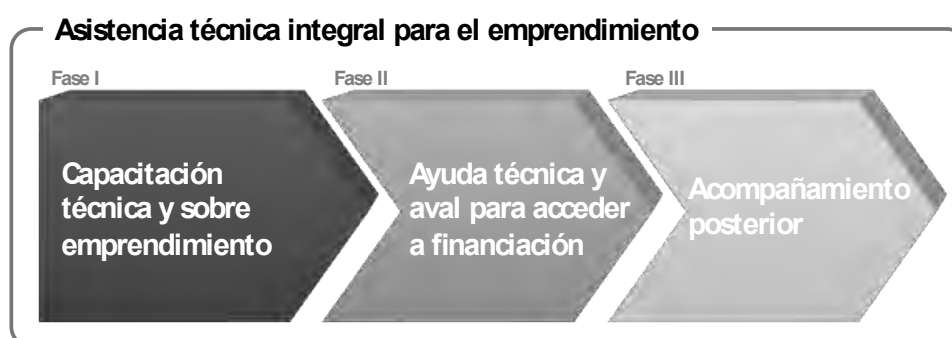 Asistencia técnica integral para el emprendimiento
Fase I
Fase II
Fase III
Capacitación
técnica y sobre
emprendimiento
Ayuda técnica y
aval para acceder
a financiación
Acompañamiento
posterior